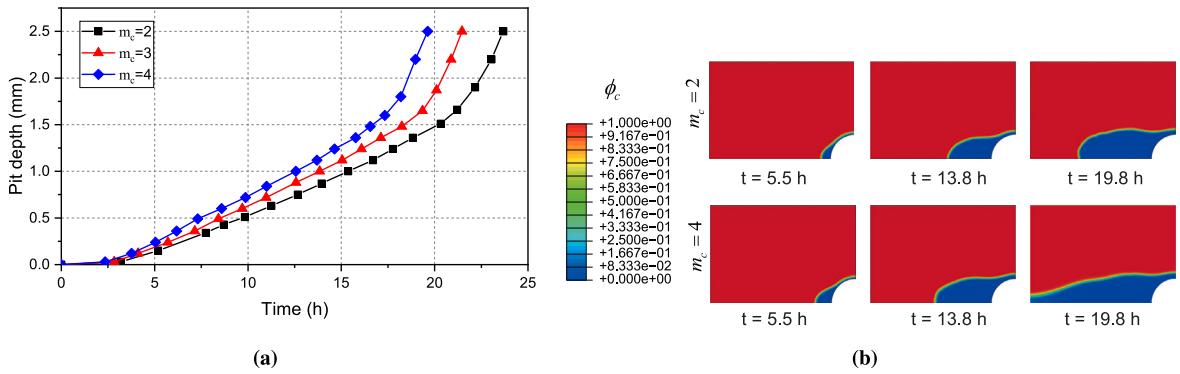 m_c=2
m_c=3
m_c=4
Pit depth (mm)
2.5
2.0
1.5
1.0
0.5
0.0
0 5 10 15 20 25
Time (h)
(a)
ϕ_c
+1.000e+00
+9.167e-01
+8.333e-01
+7.500e-01
+6.667e-01
+5.833e-01
+5.000e-01
+4.167e-01
+3.333e-01
+2.500e-01
+1.667e-01
+8.333e-02
+0.000e+00
m_c = 2
t = 5.5 h t = 13.8 h t = 19.8 h
m_c = 4
t = 5.5 h t = 13.8 h t = 19.8 h
(b)